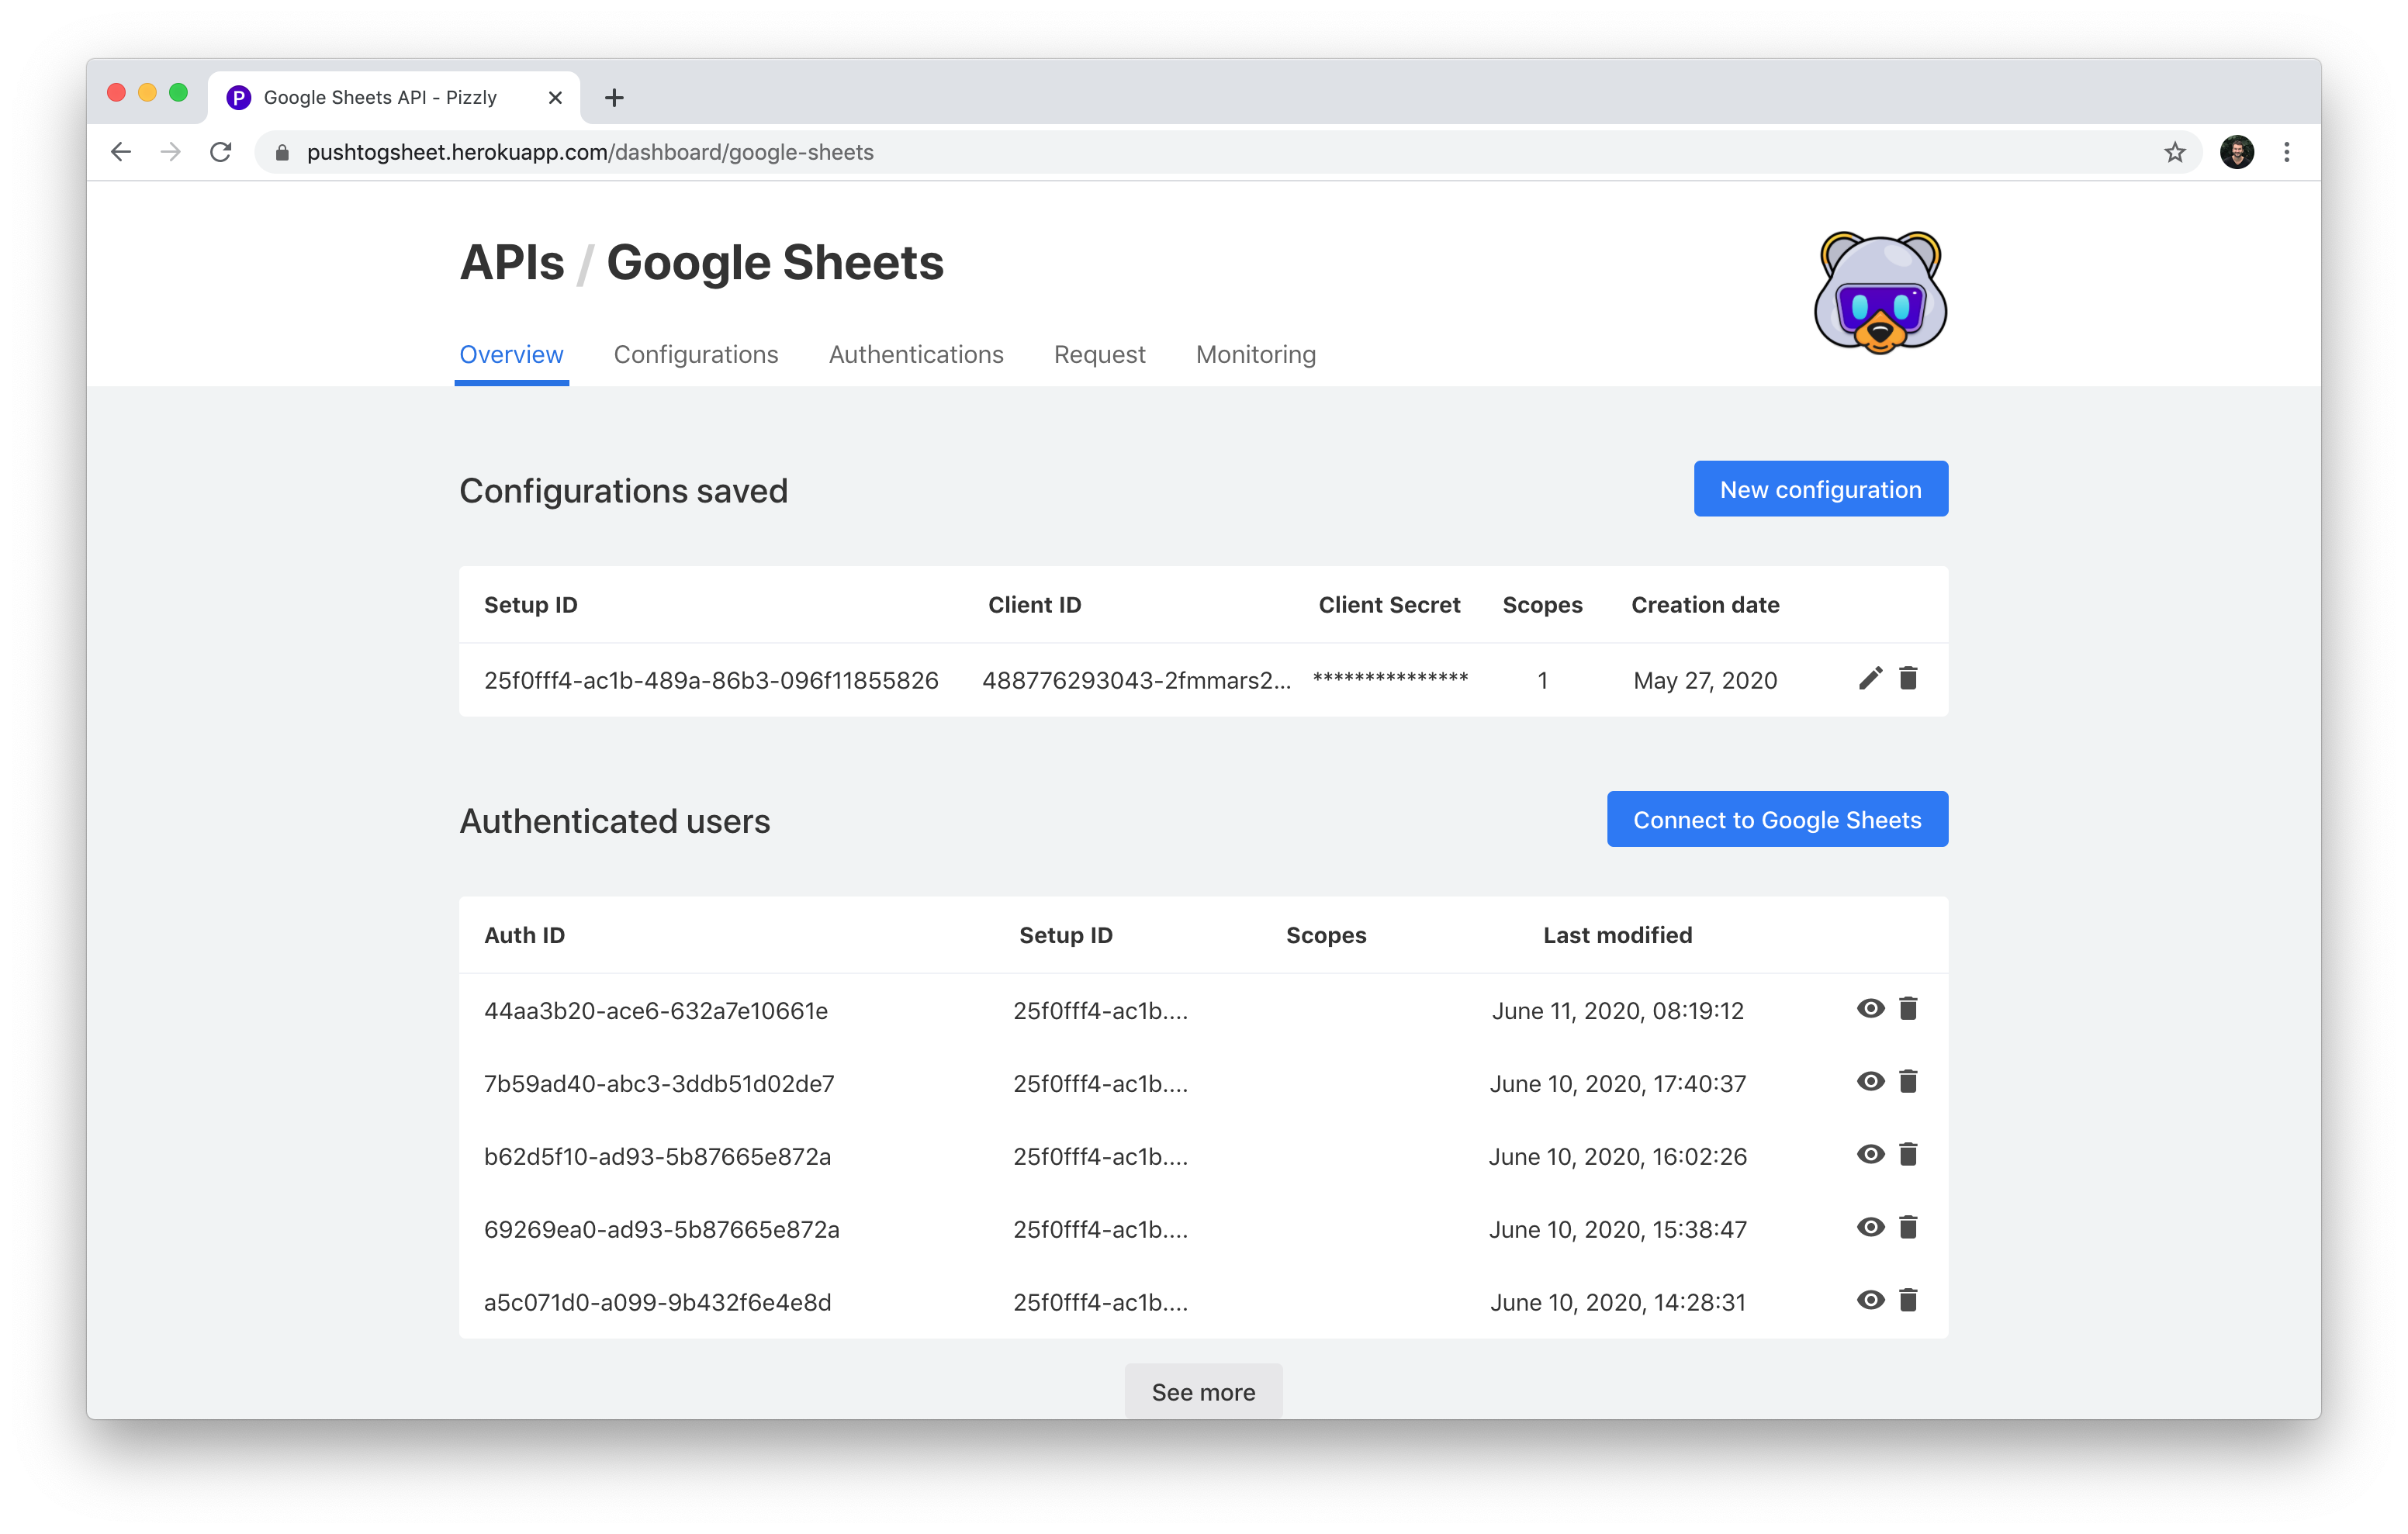 P Google Sheets API - Pizzly
pushtogsheet.herokuapp.com/dashboard/google-sheets
APIs / Google Sheets
Overview Configurations Authentications Request Monitoring
Configurations saved New configuration
Setup ID Client ID Client Secret Scopes Creation date
25f0fff4-ac1b-489a-86b3-096f11855826 488776293043-2fmmars2... *************** 1 May 27, 2020
Authenticated users Connect to Google Sheets
Auth ID Setup ID Scopes Last modified
44aa3b20-ace6-632a7e10661e 25f0fff4-ac1b.... June 11, 2020, 08:19:12
7b59ad40-abc3-3ddb51d02de7 25f0fff4-ac1b.... June 10, 2020, 17:40:37
b62d5f10-ad93-5b87665e872a 25f0fff4-ac1b.... June 10, 2020, 16:02:26
69269ea0-ad93-5b87665e872a 25f0fff4-ac1b.... June 10, 2020, 15:38:47
a5c071d0-a099-9b432f6e4e8d 25f0fff4-ac1b.... June 10, 2020, 14:28:31
See more